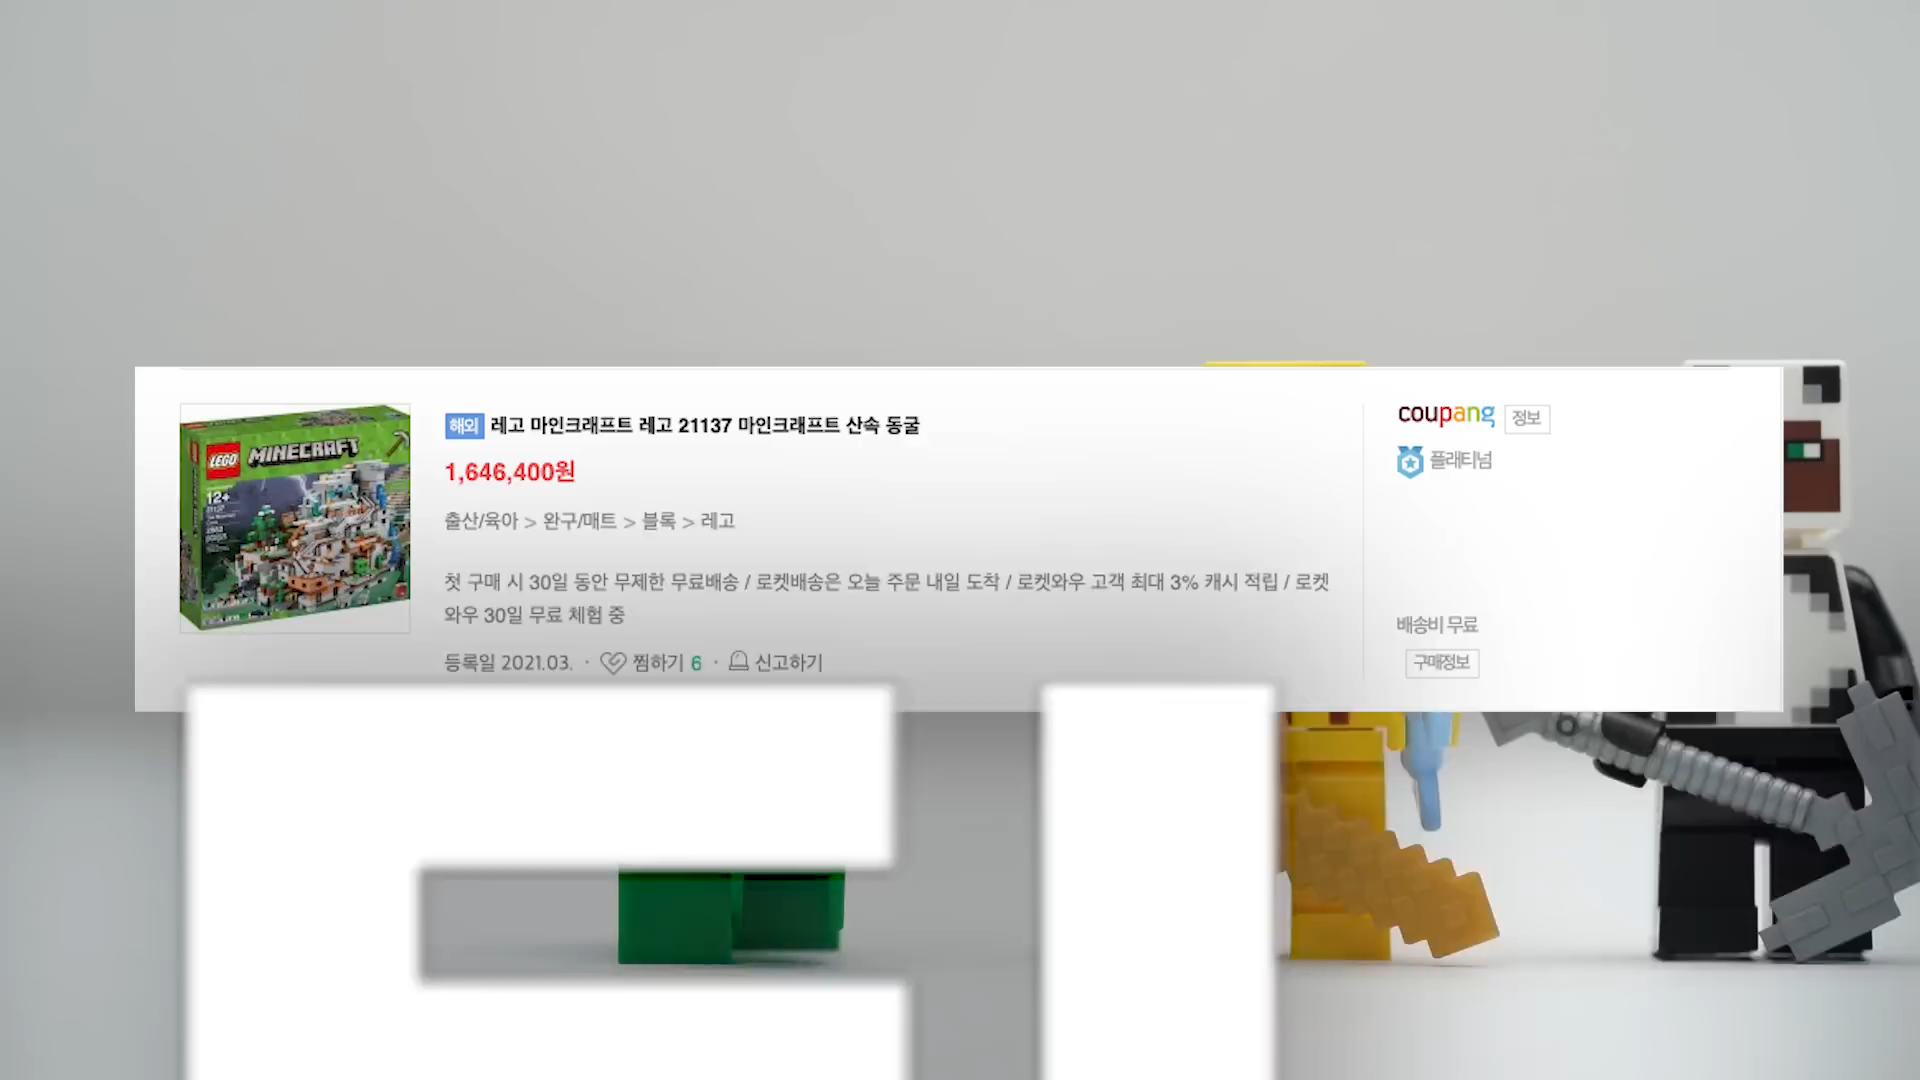 해외 레고 마인크래프트 레고 21137 마인크래프트 산속 동굴
1,646,400원
출산/육아 > 완구/매트 > 블록 > 레고
첫 구매 시 30일 동안 무제한 무료배송 / 로켓배송은 오늘 주문 내일 도착 / 로켓와우 고객 최대 3% 캐시 적립 / 로켓
와우 30일 무료 체험 중
등록일 2021.03. · 찜하기 6 · 신고하기
coupang 정보
플래티넘
배송비 무료
구매정보
LEGO MINECRAFT
12+
21137